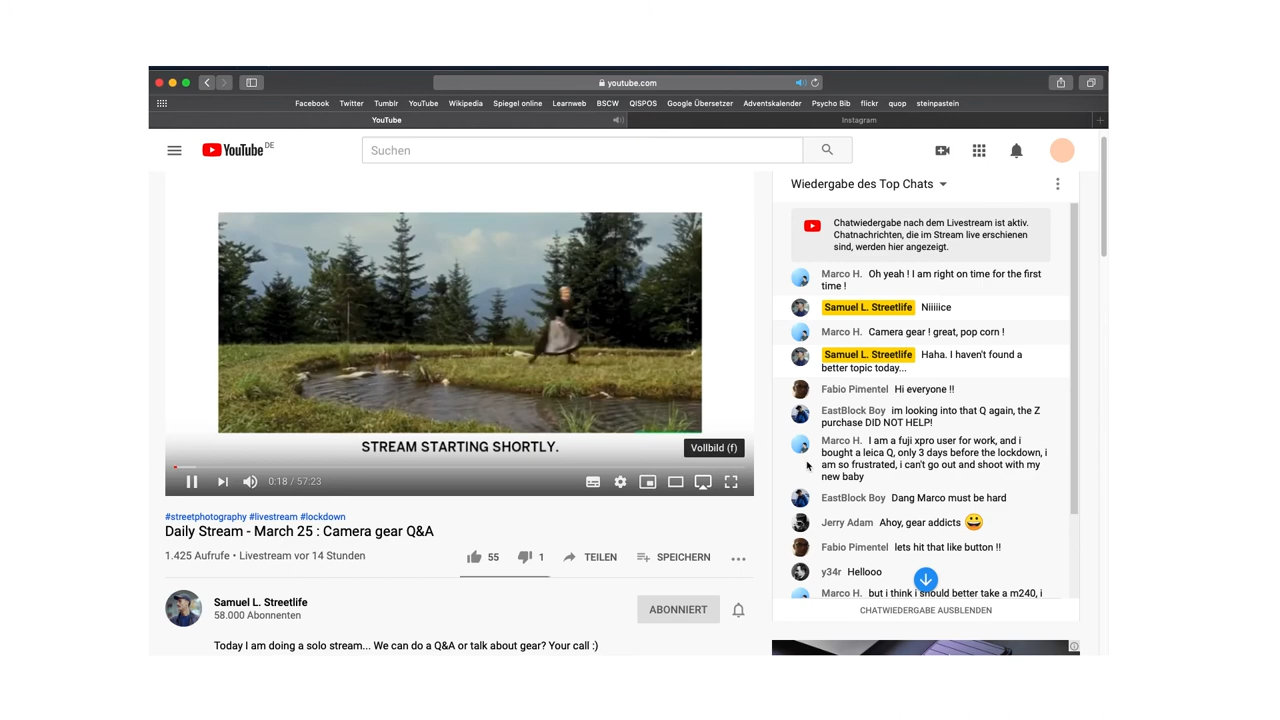 youtube.com
Facebook Twitter Tumblr YouTube Wikipedia Spiegel online Learnweb BSCW QISPOS Google Übersetzer Adventskalender Psycho Bib flickr quop steinpastein
YouTube
Instagram
YouTube DE
Suchen
STREAM STARTING SHORTLY.
Vollbild (f)
0:18 / 57:23
#streetphotography #livestream #lockdown
Daily Stream - March 25 : Camera gear Q&A
1.425 Aufrufe • Livestream vor 14 Stunden
55
1
TEILEN
SPEICHERN
Samuel L. Streetlife
58.000 Abonnenten
ABONNIERT
Today I am doing a solo stream... We can do a Q&A or talk about gear? Your call :)
Wiedergabe des Top Chats
Chatwiedergabe nach dem Livestream ist aktiv.
Chatnachrichten, die im Stream live erschienen
sind, werden hier angezeigt.
Marco H. Oh yeah ! I am right on time for the first
time !
Samuel L. Streetlife Niiiiice
Marco H. Camera gear ! great, pop corn !
Samuel L. Streetlife Haha. I haven't found a
better topic today...
Fabio Pimentel Hi everyone !!
EastBlock Boy im looking into that Q again, the Z
purchase DID NOT HELP!
Marco H. I am a fuji xpro user for work, and i
bought a leica Q, only 3 days before the lockdown, i
am so frustrated, i can't go out and shoot with my
new baby
EastBlock Boy Dang Marco must be hard
Jerry Adam Ahoy, gear addicts 😀
Fabio Pimentel lets hit that like button !!
y34r Hellooo
Marco H. but i think i should better take a m240, i
CHATWIEDERGABE AUSBLENDEN